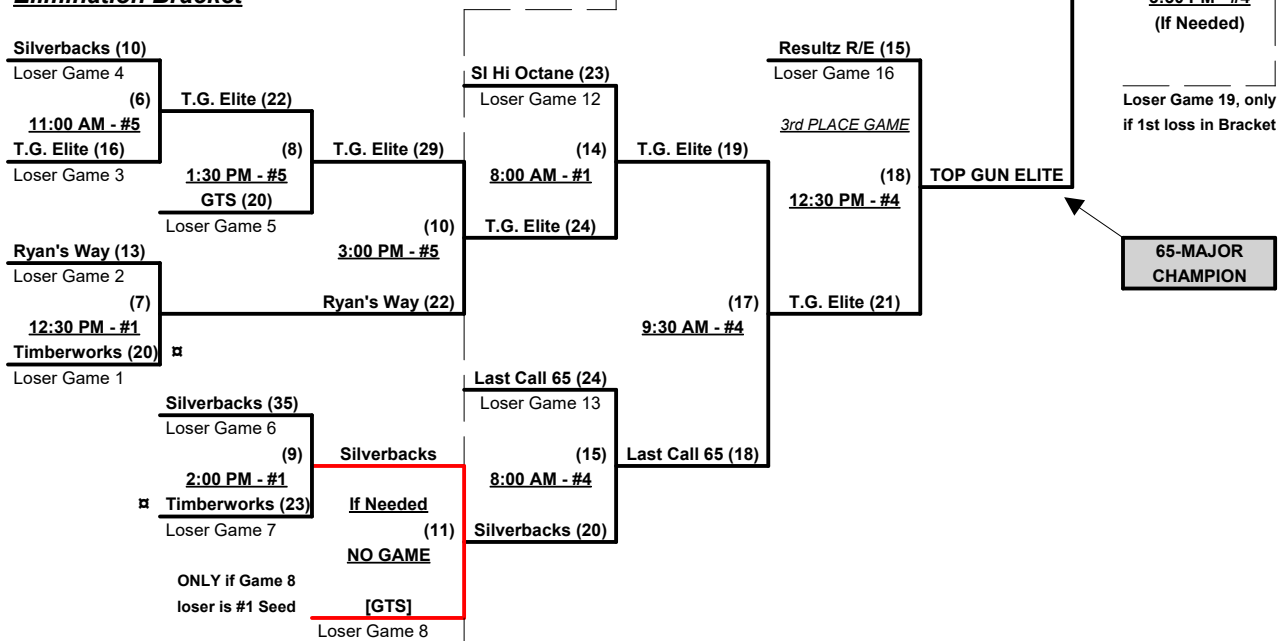 Elimination Bracket
(If Needed)
Silverbacks (10)
Loser Game 4
(6)
11:00 AM - #5
T.G. Elite (16)
Loser Game 3
T.G. Elite (22)
(8)
1:30 PM - #5
GTS (20)
Loser Game 5
T.G. Elite (29)
(10)
3:00 PM - #5
Ryan's Way (22)
Ryan's Way (13)
Loser Game 2
(7)
12:30 PM - #1
Timberworks (20) ¤
Loser Game 1
Silverbacks (35)
Loser Game 6
(9)
2:00 PM - #1
¤ Timberworks (23)
Loser Game 7
Silverbacks
If Needed
(11)
NO GAME
ONLY if Game 8
loser is #1 Seed
[GTS]
Loser Game 8
SI Hi Octane (23)
Loser Game 12
(14)
8:00 AM - #1
T.G. Elite (24)
Last Call 65 (24)
Loser Game 13
(15)
8:00 AM - #4
Silverbacks (20)
T.G. Elite (19)
(17)
9:30 AM - #4
Last Call 65 (18)
Resultz R/E (15)
Loser Game 16
3rd PLACE GAME
(18)
12:30 PM - #4
T.G. Elite (21)
TOP GUN ELITE
65-MAJOR
CHAMPION
Loser Game 19, only
if 1st loss in Bracket